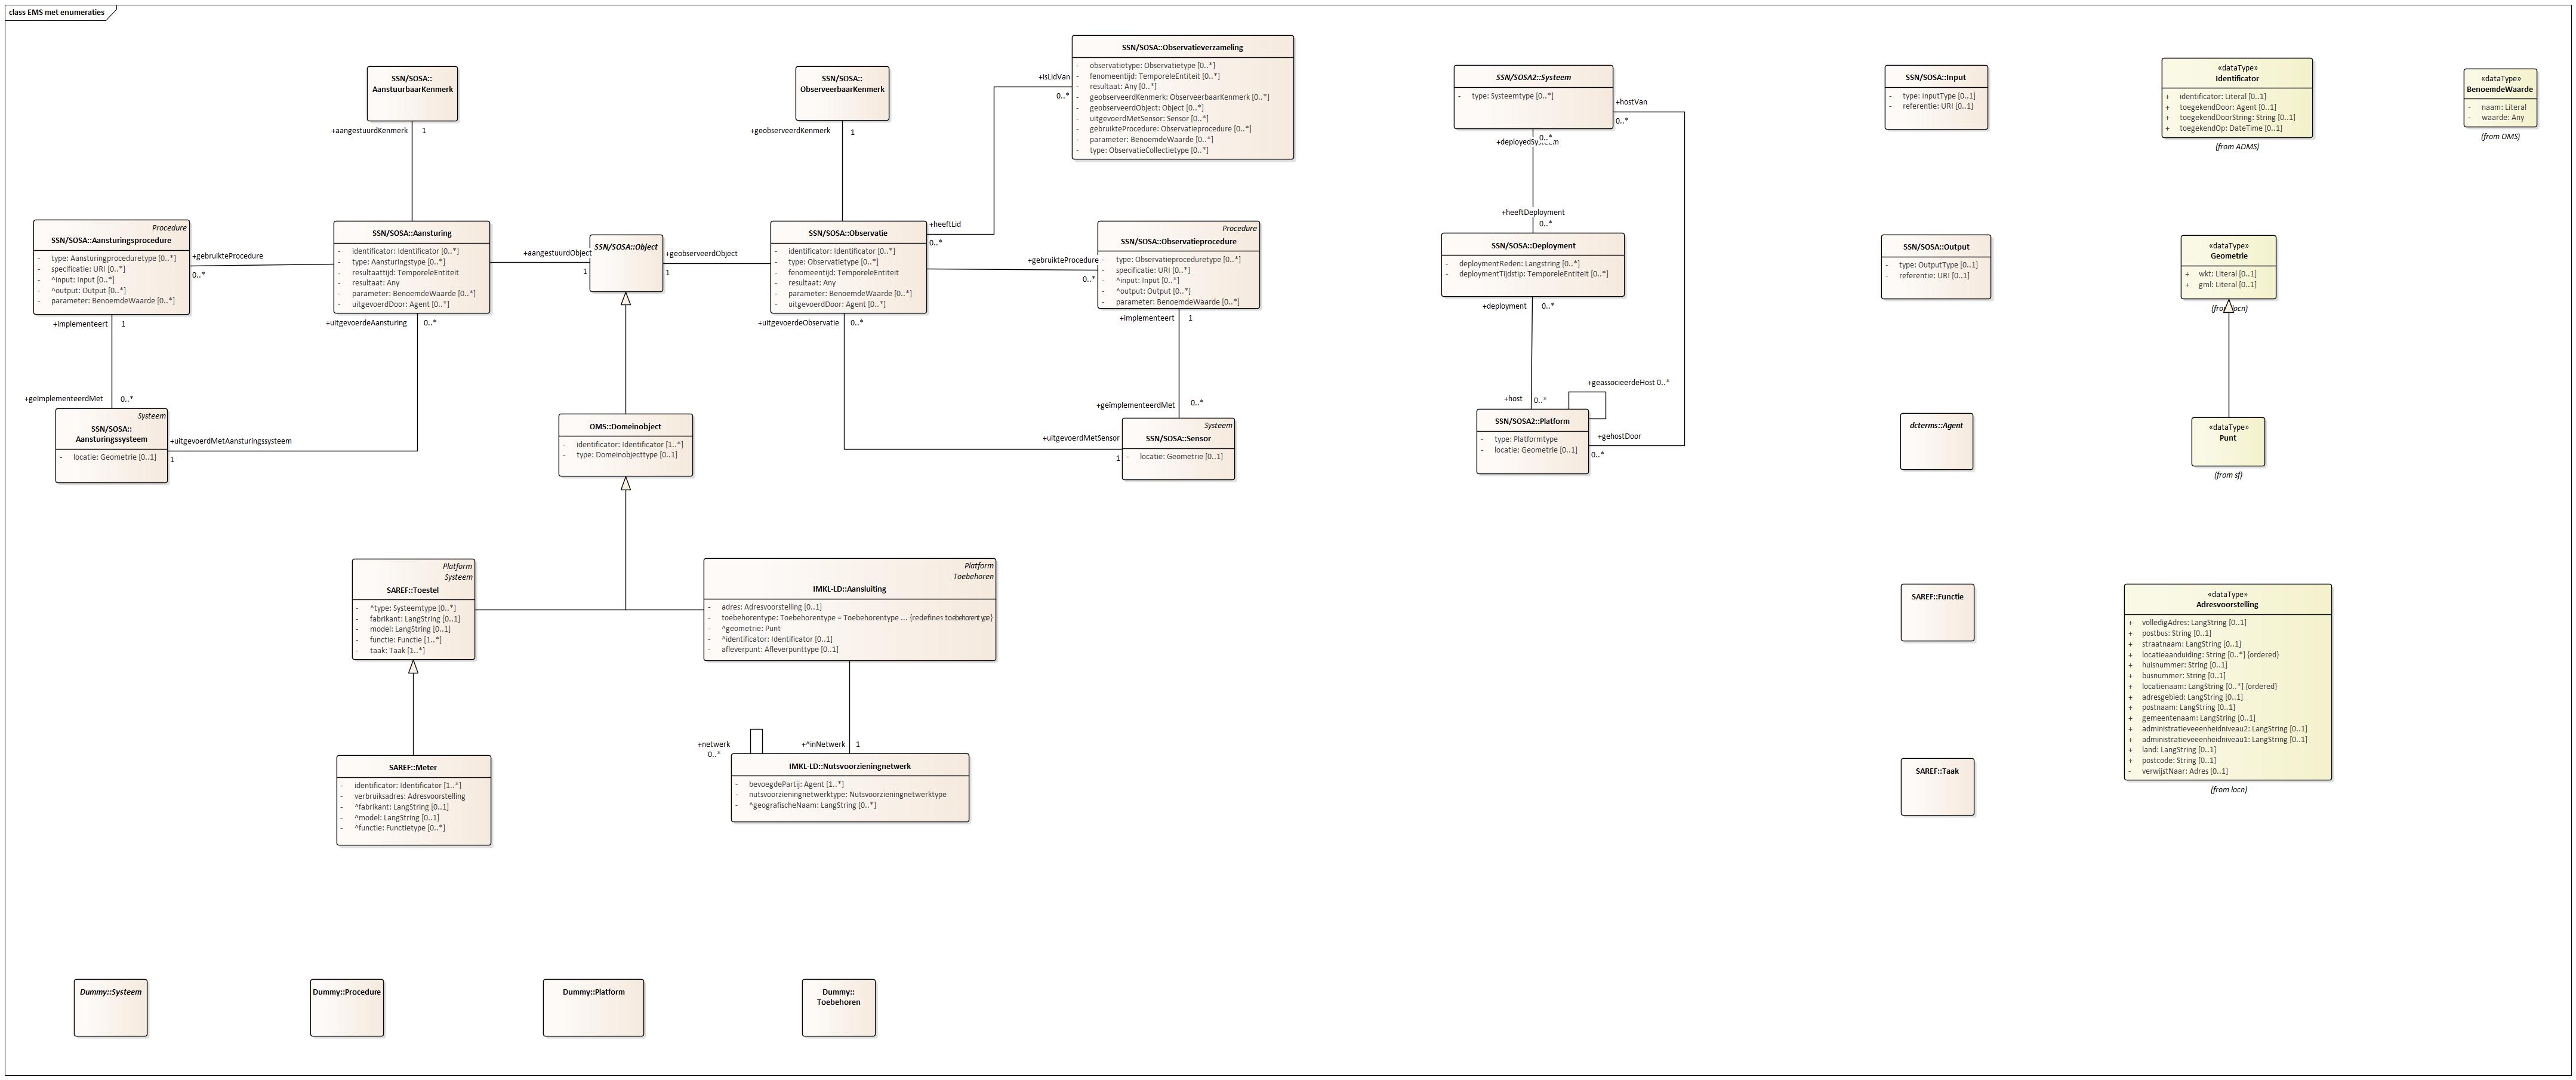 class EMS met enumeraties
SSN/SOSA::
AanstuurbaarKenmerk
+aangestuurdKenmerk 1
SSN/SOSA::
ObserveerbaarKenmerk
+geobserveerdKenmerk 1
SSN/SOSA::Observatieverzameling
- observatietype: Observatietype [0..*]
- fenomeentijd: TemporeleEntiteit [0..*]
- resultaat: Any [0..*]
- geobserveerdKenmerk: ObserveerbaarKenmerk [0..*]
- geobserveerdObject: Object [0..*]
- uitgevoerdMetSensor: Sensor [0..*]
- gebruikteProcedure: Observatieprocedure [0..*]
- parameter: BenoemdeWaarde [0..*]
- type: ObservatieCollectietype [0..*]
+isLidVan
0..*
SSN/SOSA2::Systeem
- type: Systeemtype [0..*]
+hostVan
0..*
0..*
SSN/SOSA::Input
- type: InputType [0..1]
- referentie: URI [0..1]
«dataType»
Identificator
+ identificator: Literal [0..1]
+ toegekendDoor: Agent [0..1]
+ toegekendDoorString: String [0..1]
+ toegekendOp: DateTime [0..1]
(from ADMS)
«dataType»
BenoemdeWaarde
- naam: Literal
- waarde: Any
(from OMS)
Procedure
SSN/SOSA::Aansturingsprocedure
- type: Aansturingproceduretype [0..*]
- specificatie: URI [0..*]
- ^input: Input [0..*]
- ^output: Output [0..*]
- parameter: BenoemdeWaarde [0..*]
+gebruikteProcedure
0..*
SSN/SOSA::Aansturing
- identificator: Identificator [0..*]
- type: Aansturingstype [0..*]
- resultaattijd: TemporeleEntiteit
- resultaat: Any
- parameter: BenoemdeWaarde [0..*]
- uitgevoerdDoor: Agent [0..*]
+aangestuurdObject
1
SSN/SOSA::Object
+geobserveerdObject
1
SSN/SOSA::Observatie
- identificator: Identificator [0..*]
- type: Observatietype [0..*]
- fenomeentijd: TemporeleEntiteit
- resultaat: Any
- parameter: BenoemdeWaarde [0..*]
- uitgevoerdDoor: Agent [0..*]
+heeftLid
0..*
+gebruikteProcedure
0..*
Procedure
SSN/SOSA::Observatieprocedure
- type: Observatieproceduretype [0..*]
- specificatie: URI [0..*]
- ^input: Input [0..*]
- ^output: Output [0..*]
- parameter: BenoemdeWaarde [0..*]
+heeftDeployment
0..*
SSN/SOSA::Deployment
- deploymentReden: Langstring [0..*]
- deploymentTijdstip: TemporeleEntiteit [0..*]
+deployment 0..*
SSN/SOSA::Output
- type: OutputType [0..1]
- referentie: URI [0..1]
«dataType»
Geometrie
+ wkt: Literal [0..1]
+ gml: Literal [0..1]
+implementeert 1
+uitgevoerdeAansturing 0..*
+uitgevoerdeObservatie 0..*
+implementeert 1
+geïmplementeerdMet 0..*
Systeem
SSN/SOSA::
Aansturingssysteem
- locatie: Geometrie [0..1]
+uitgevoerdMetAansturingssysteem
1
OMS::Domeinobject
- identificator: Identificator [1..*]
- type: Domeinobjecttype [0..1]
+geïmplementeerdMet 0..*
+uitgevoerdMetSensor
1
Systeem
SSN/SOSA::Sensor
- locatie: Geometrie [0..1]
+geassocieerdeHost 0..*
+host 0..*
SSN/SOSA2::Platform
- type: Platformtype
- locatie: Geometrie [0..1]
+gehostDoor
0..*
dcterms::Agent
«dataType»
Punt
(from sf)
Platform
Systeem
SAREF::Toestel
- ^type: Systeemtype [0..*]
- fabrikant: LangString [0..1]
- model: LangString [0..1]
- functie: Functie [1..*]
- taak: Taak [1..*]
Platform
Toebehoren
IMKL-LD::Aansluiting
- adres: Adresvoorstelling [0..1]
- toebehorentype: Toebehorentype = Toebehorentype ... {redefines toebehorentype}
- ^geometrie: Punt
- ^identificator: Identificator [0..1]
- afleverpunt: Afleverpunttype [0..1]
SAREF::Functie
«dataType»
Adresvoorstelling
+ volledigAdres: LangString [0..1]
+ postbus: String [0..1]
+ straatnaam: LangString [0..1]
+ locatieaanduiding: String [0..*] {ordered}
+ huisnummer: String [0..1]
+ busnummer: String [0..1]
+ locatienaam: LangString [0..*] {ordered}
+ adresgebied: LangString [0..1]
+ postnaam: LangString [0..1]
+ gemeentenaam: LangString [0..1]
+ administratieveeenheidniveau2: LangString [0..1]
+ administratieveeenheidniveau1: LangString [0..1]
+ land: LangString [0..1]
+ postcode: String [0..1]
- verwijstNaar: Adres [0..1]
(from locn)
+netwerk
0..*
+^inNetwerk 1
SAREF::Meter
- identificator: Identificator [1..*]
- verbruiksadres: Adresvoorstelling
- ^fabrikant: LangString [0..1]
- ^model: LangString [0..1]
- ^functie: Functietype [0..*]
IMKL-LD::Nutsvoorzieningnetwerk
- bevoegdePartij: Agent [1..*]
- nutsvoorzieningnetwerktype: Nutsvoorzieningnetwerktype
- ^geografischeNaam: LangString [0..*]
SAREF::Taak
Dummy::Systeem
Dummy::Procedure
Dummy::Platform
Dummy::
Toebehoren